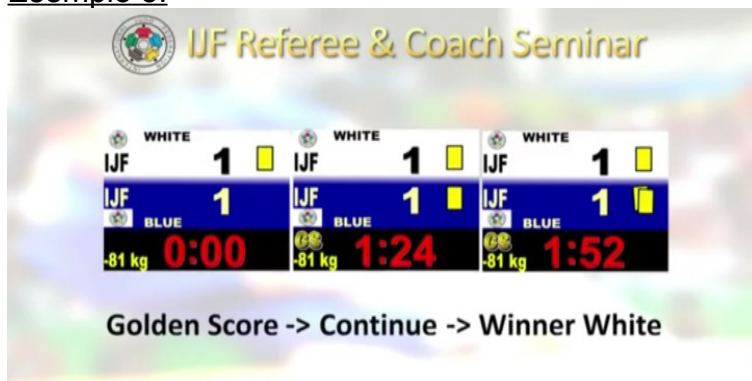 IJF Referee & Coach Seminar
WHITE WHITE WHITE
IJF 1 IJF 1 IJF 1
IJF 1 IJF 1 IJF 1
BLUE BLUE BLUE
-81 kg 0:00 GS -81 kg 1:24 GS -81 kg 1:52
Golden Score -> Continue -> Winner White